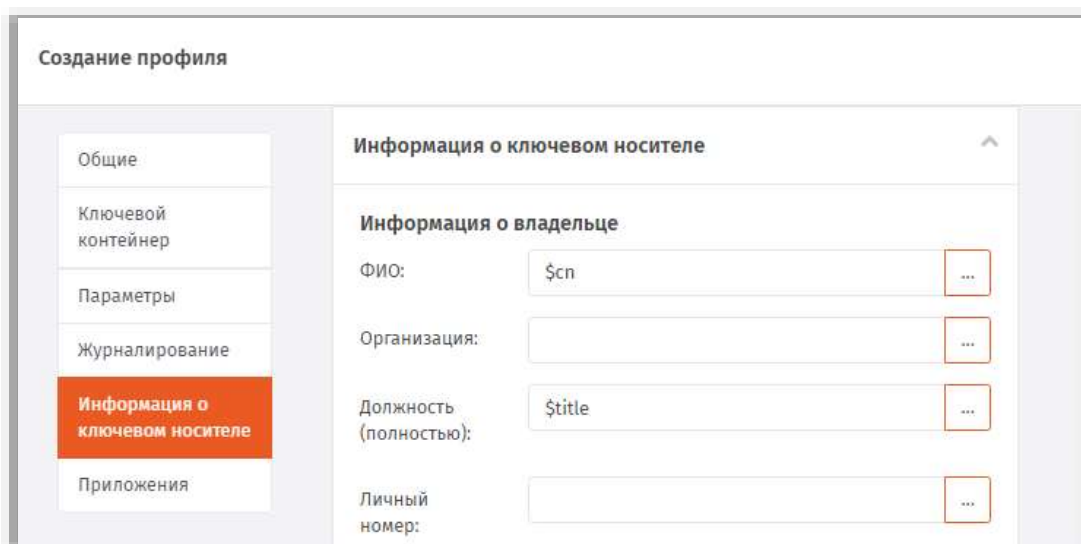 Создание профиля
Общие
Ключевой
контейнер
Параметры
Журналирование
Информация о
ключевом носителе
Приложения
Информация о ключевом носителе
Информация о владельце
ФИО:
$cn
...
Организация:
...
Должность
(полностью):
$title
...
Личный
номер:
...